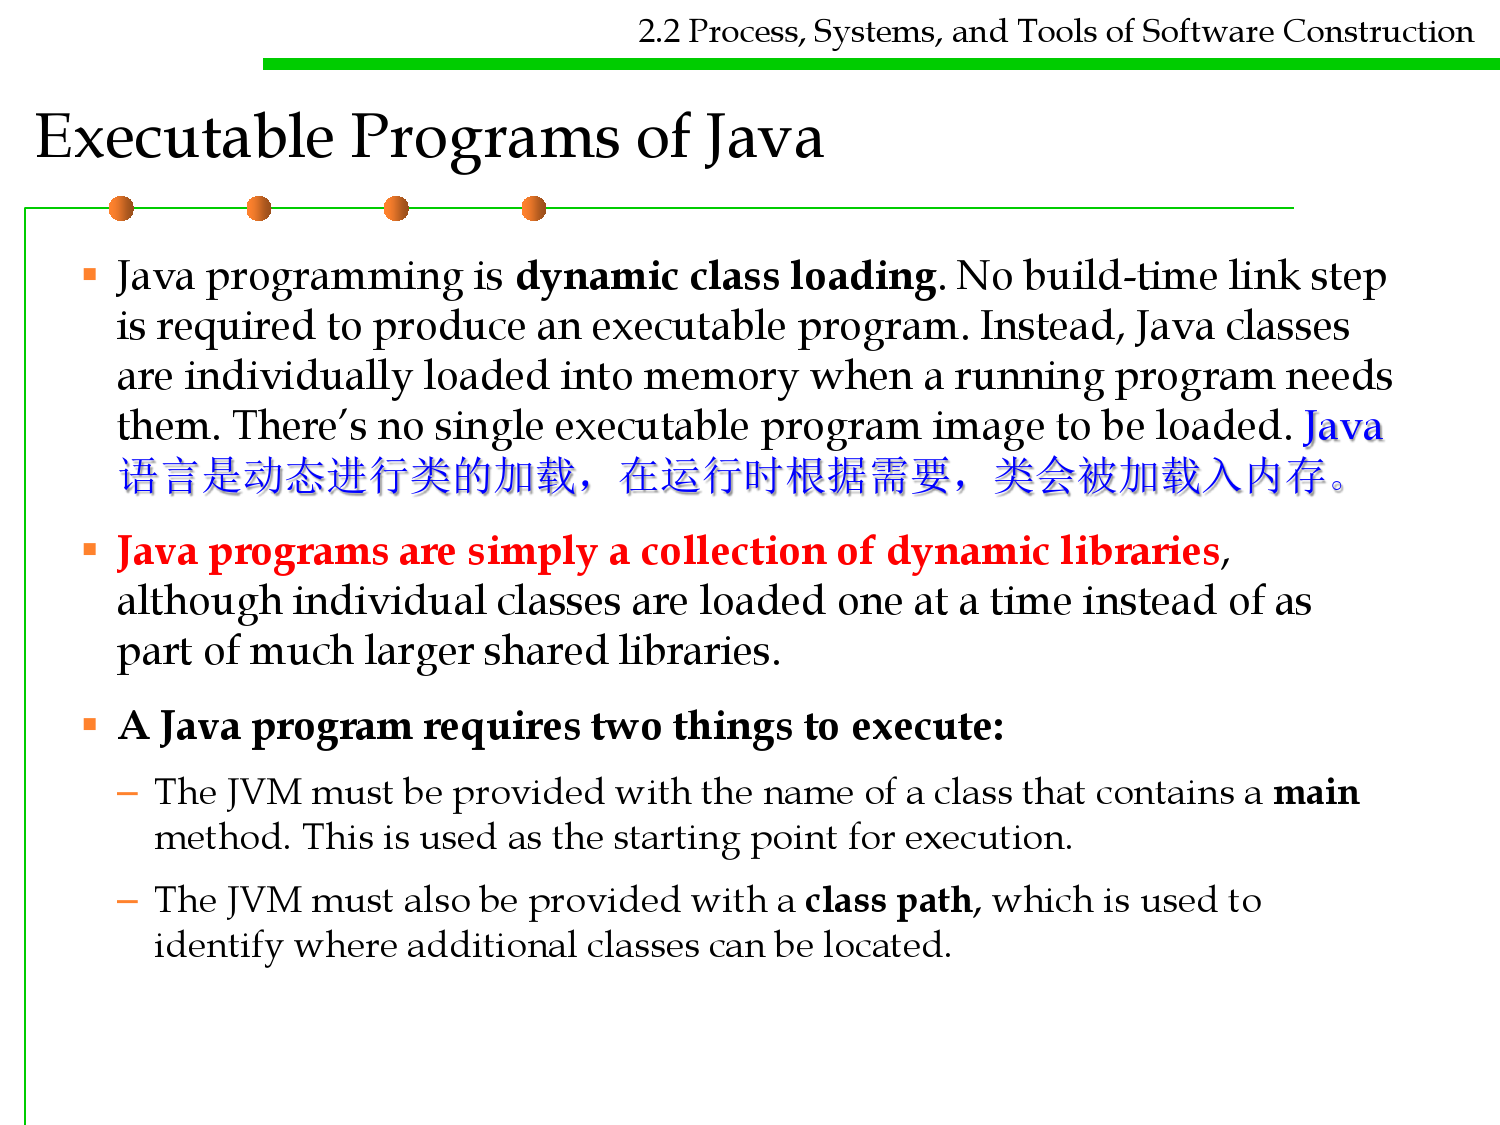 2.2 Process, Systems, and Tools of Software Construction
Executable Programs of Java
▪ Java programming is dynamic class loading. No build-time link step
is required to produce an executable program. Instead, Java classes
are individually loaded into memory when a running program needs
them. There’s no single executable program image to be loaded. Java
语言是动态进行类的加载，在运行时根据需要，类会被加载入内存。
▪ Java programs are simply a collection of dynamic libraries,
although individual classes are loaded one at a time instead of as
part of much larger shared libraries.
▪ A Java program requires two things to execute:
– The JVM must be provided with the name of a class that contains a main
method. This is used as the starting point for execution.
– The JVM must also be provided with a class path, which is used to
identify where additional classes can be located.